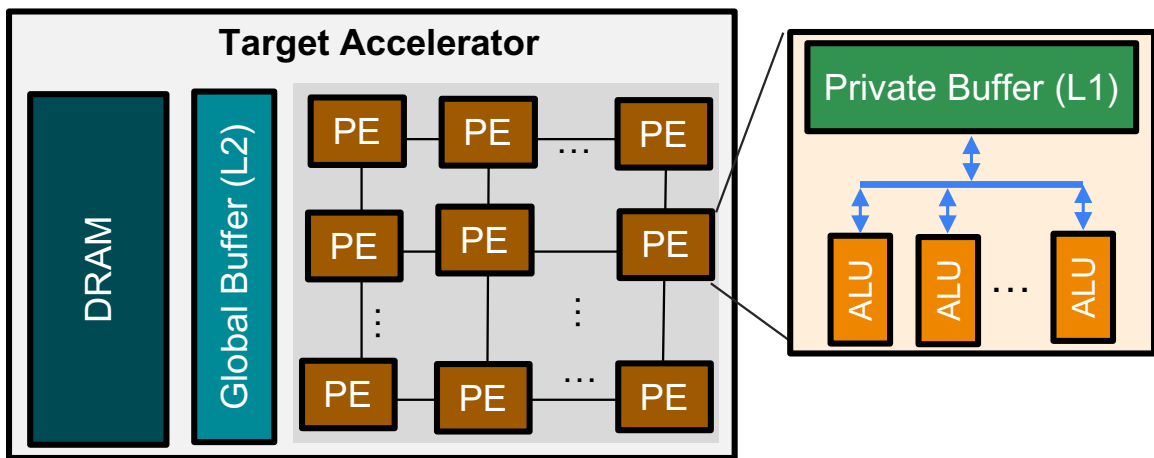 Target Accelerator
DRAM
Global Buffer (L2)
PE
PE
...
PE
PE
PE
PE
...
...
PE
PE
...
PE
Private Buffer (L1)
ALU
ALU
...
ALU